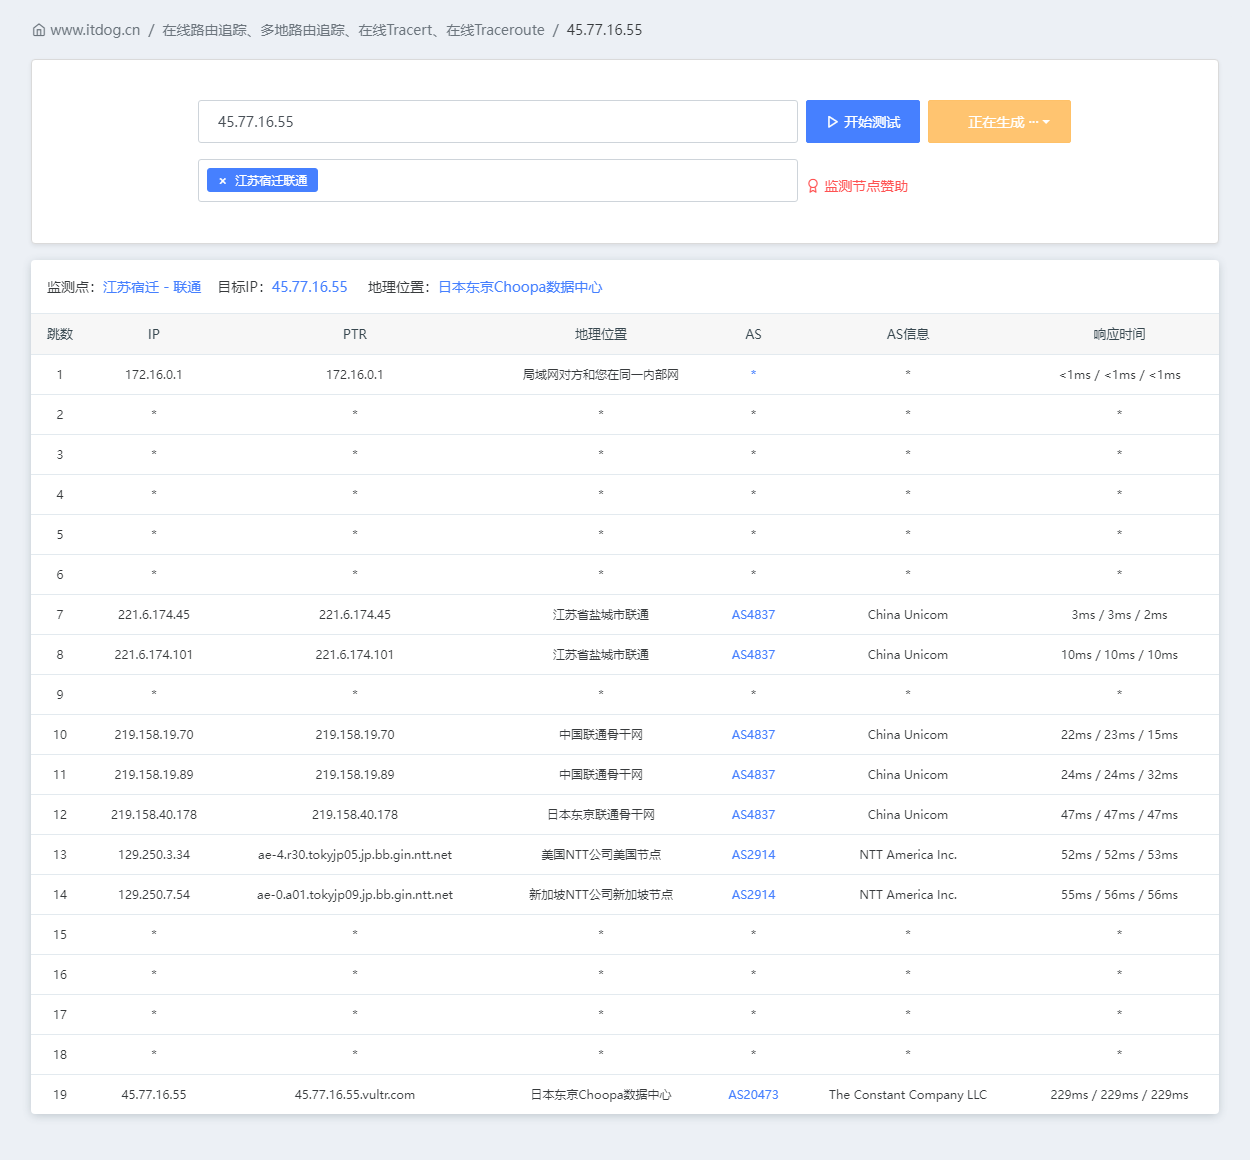 www.itdog.cn / 在线路由追踪、多地路由追踪、在线Tracert、在线Traceroute / 45.77.16.55
45.77.16.55 开始测试 正在生成 ···
× 江苏宿迁联通 监测节点赞助
监测点：江苏宿迁 - 联通 目标IP：45.77.16.55 地理位置：日本东京Choopa数据中心
跳数 IP PTR 地理位置 AS AS信息 响应时间
1 172.16.0.1 172.16.0.1 局域网对方和您在同一内部网 * * <1ms / <1ms / <1ms
2 * * * * * *
3 * * * * * *
4 * * * * * *
5 * * * * * *
6 * * * * * *
7 221.6.174.45 221.6.174.45 江苏省盐城市联通 AS4837 China Unicom 3ms / 3ms / 2ms
8 221.6.174.101 221.6.174.101 江苏省盐城市联通 AS4837 China Unicom 10ms / 10ms / 10ms
9 * * * * * *
10 219.158.19.70 219.158.19.70 中国联通骨干网 AS4837 China Unicom 22ms / 23ms / 15ms
11 219.158.19.89 219.158.19.89 中国联通骨干网 AS4837 China Unicom 24ms / 24ms / 32ms
12 219.158.40.178 219.158.40.178 日本东京联通骨干网 AS4837 China Unicom 47ms / 47ms / 47ms
13 129.250.3.34 ae-4.r30.tokyjp05.jp.bb.gin.ntt.net 美国NTT公司美国节点 AS2914 NTT America Inc. 52ms / 52ms / 53ms
14 129.250.7.54 ae-0.a01.tokyjp09.jp.bb.gin.ntt.net 新加坡NTT公司新加坡节点 AS2914 NTT America Inc. 55ms / 56ms / 56ms
15 * * * * * *
16 * * * * * *
17 * * * * * *
18 * * * * * *
19 45.77.16.55 45.77.16.55.vultr.com 日本东京Choopa数据中心 AS20473 The Constant Company LLC 229ms / 229ms / 229ms